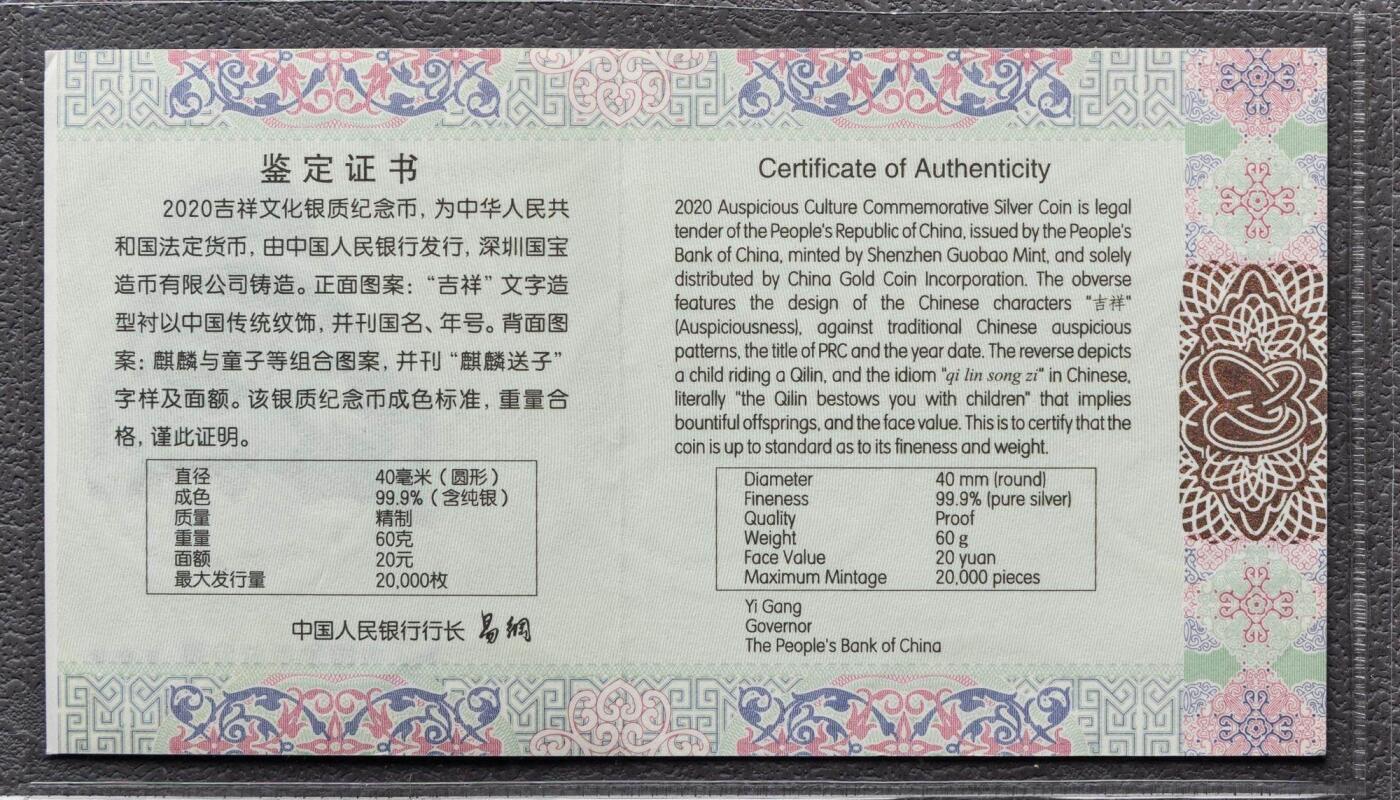 鉴定证书
2020吉祥文化银质纪念币，为中华人民共
和国法定货币，由中国人民银行发行，深圳国宝
造币有限公司铸造。正面图案：“吉祥”文字造
型衬以中国传统纹饰，并刊国名、年号。背面图
案：麒麟与童子等组合图案，并刊“麒麟送子”
字样及面额。该银质纪念币成色标准，重量合
格，谨此证明。
直径 40毫米（圆形）
成色 99.9%（含纯银）
质量 精制
重量 60克
面额 20元
最大发行量 20,000枚
中国人民银行行长 易纲
Certificate of Authenticity
2020 Auspicious Culture Commemorative Silver Coin is legal
tender of the People's Republic of China, issued by the People's
Bank of China, minted by Shenzhen Guobao Mint, and solely
distributed by China Gold Coin Incorporation. The obverse
features the design of the Chinese characters "吉祥"
(Auspiciousness), against traditional Chinese auspicious
patterns, the title of PRC and the year date. The reverse depicts
a child riding a Qilin, and the idiom "qi lin song zi" in Chinese,
literally "the Qilin bestows you with children" that implies
bountiful offsprings, and the face value. This is to certify that the
coin is up to standard as to its fineness and weight.
Diameter 40 mm (round)
Fineness 99.9% (pure silver)
Quality Proof
Weight 60 g
Face Value 20 yuan
Maximum Mintage 20,000 pieces
Yi Gang
Governor
The People's Bank of China